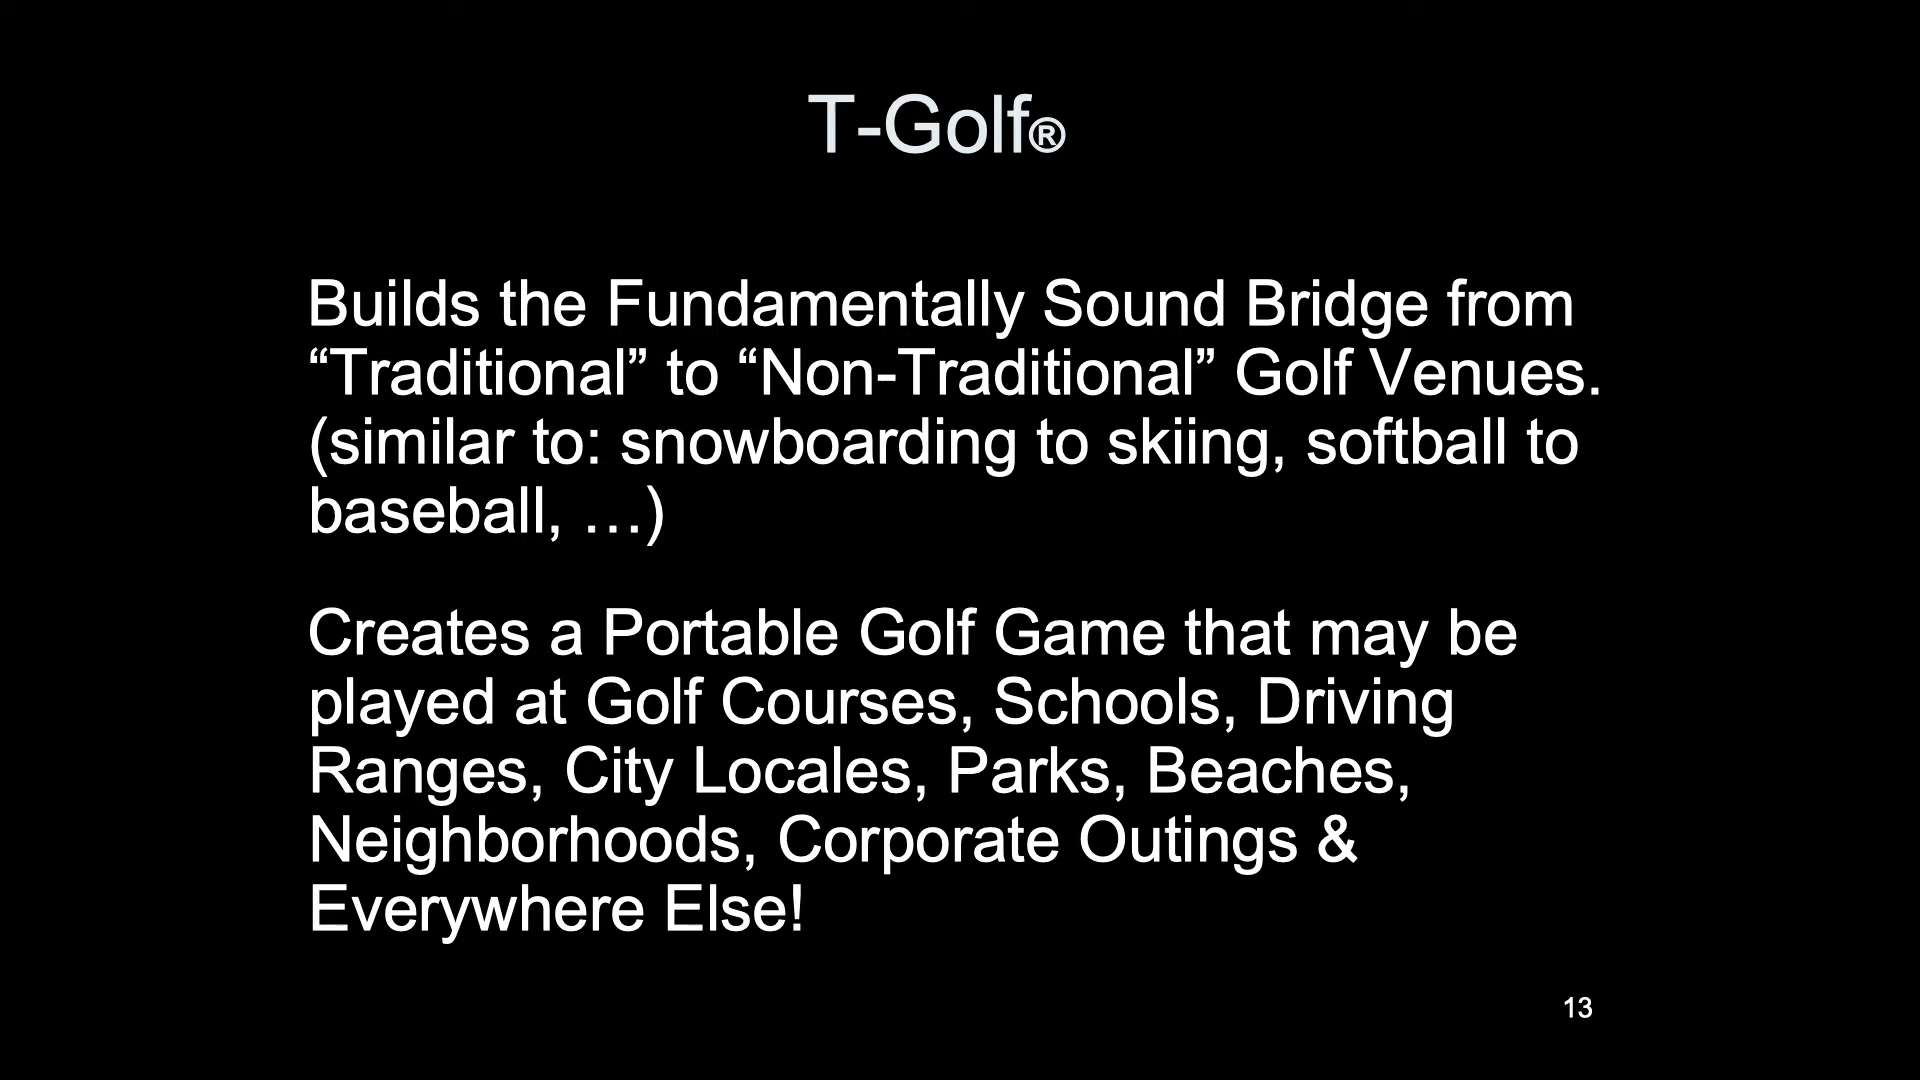 T-Golf®
Builds the Fundamentally Sound Bridge from
“Traditional” to “Non-Traditional” Golf Venues.
(similar to: snowboarding to skiing, softball to
baseball, …)
Creates a Portable Golf Game that may be
played at Golf Courses, Schools, Driving
Ranges, City Locales, Parks, Beaches,
Neighborhoods, Corporate Outings &
Everywhere Else!
13